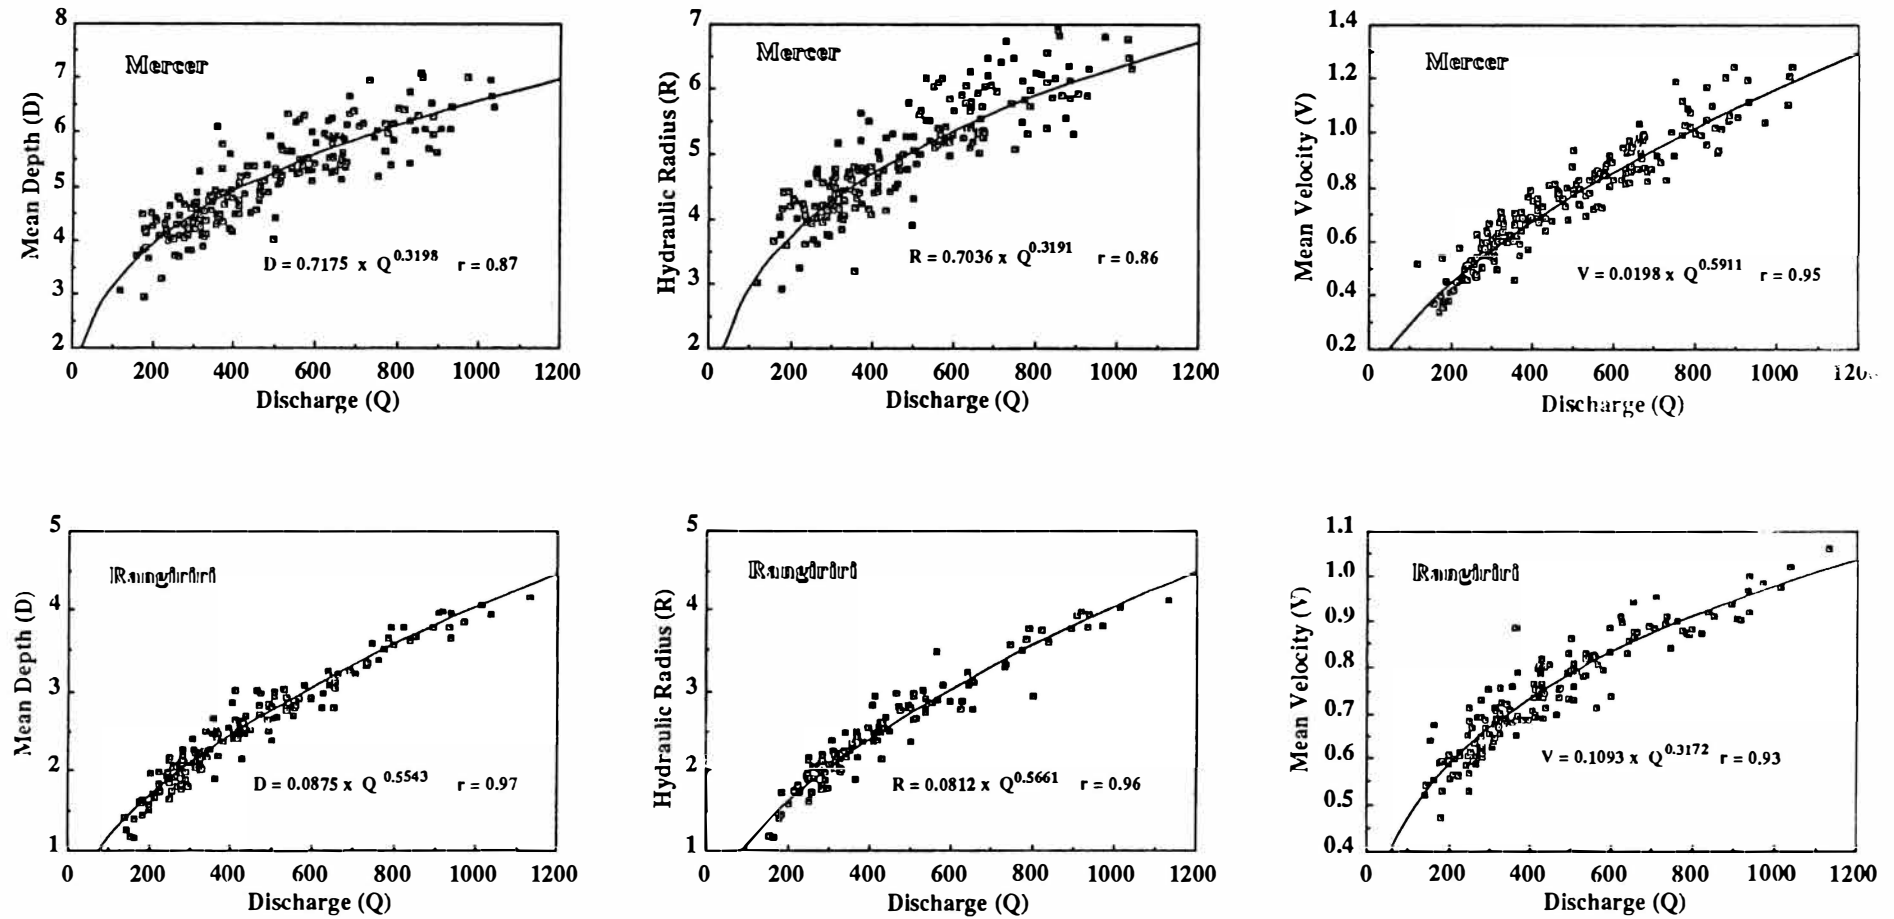 8
7
6
5
4
3
2
Mean Depth (D)
Mercer
D = 0.7175 x Q^0.3198 r = 0.87
0 200 400 600 800 1000 1200
Discharge (Q)
7
6
5
4
3
2
Hydraulic Radius (R)
Mercer
R = 0.7036 x Q^0.3191 r = 0.86
0 200 400 600 800 1000 1200
Discharge (Q)
1.4
1.2
1.0
0.8
0.6
0.4
0.2
Mean Velocity (V)
Mercer
V = 0.0198 x Q^0.5911 r = 0.95
0 200 400 600 800 1000
Discharge (Q)
5
4
3
2
1
Mean Depth (D)
Rangiriri
D = 0.0875 x Q^0.5543 r = 0.97
0 200 400 600 800 1000 1200
Discharge (Q)
5
4
3
2
1
Hydraulic Radius (R)
Rangiriri
R = 0.0812 x Q^0.5661 r = 0.96
0 200 400 600 800 1000 1200
Discharge (Q)
1.1
1.0
0.9
0.8
0.7
0.6
0.5
0.4
Mean Velocity (V)
Rangiriri
V = 0.1093 x Q^0.3172 r = 0.93
0 200 400 600 800 1000 1200
Discharge (Q)